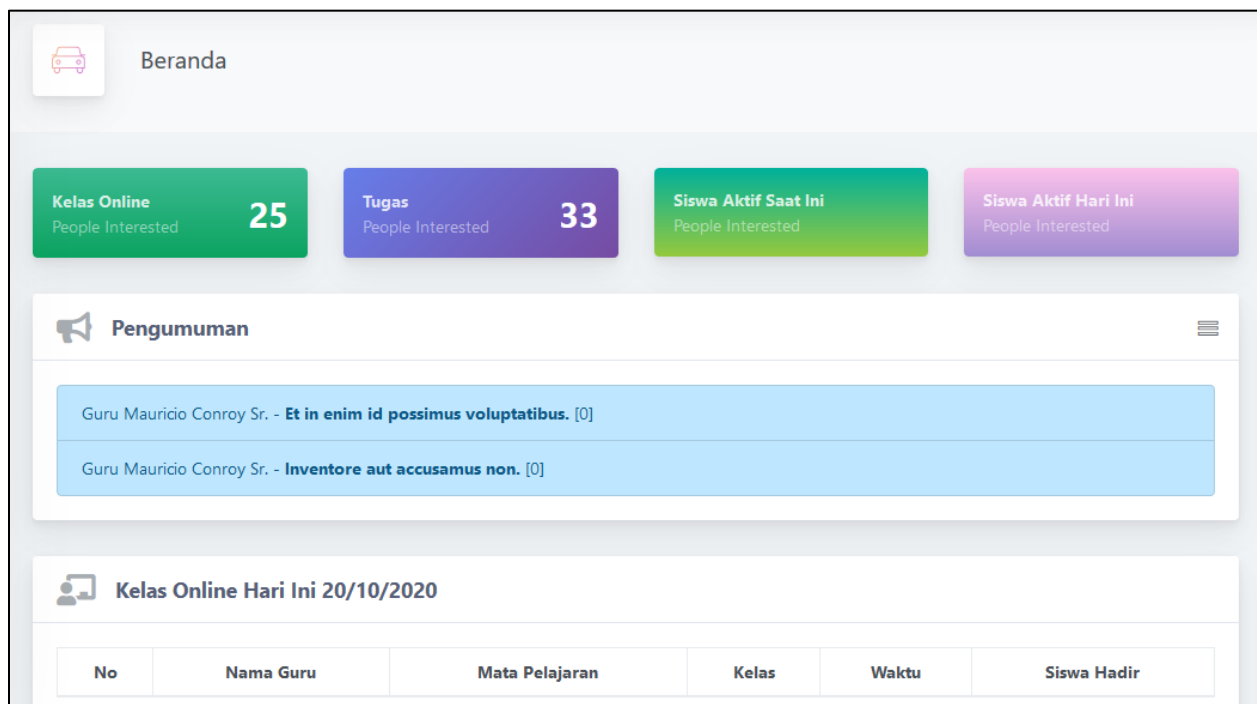 Beranda
Kelas Online
People Interested
25
Tugas
People Interested
33
Siswa Aktif Saat Ini
People Interested
Siswa Aktif Hari Ini
People Interested
Pengumuman
Guru Mauricio Conroy Sr. - Et in enim id possimus voluptatibus. [0]
Guru Mauricio Conroy Sr. - Inventore aut accusamus non. [0]
Kelas Online Hari Ini 20/10/2020
No Nama Guru Mata Pelajaran Kelas Waktu Siswa Hadir